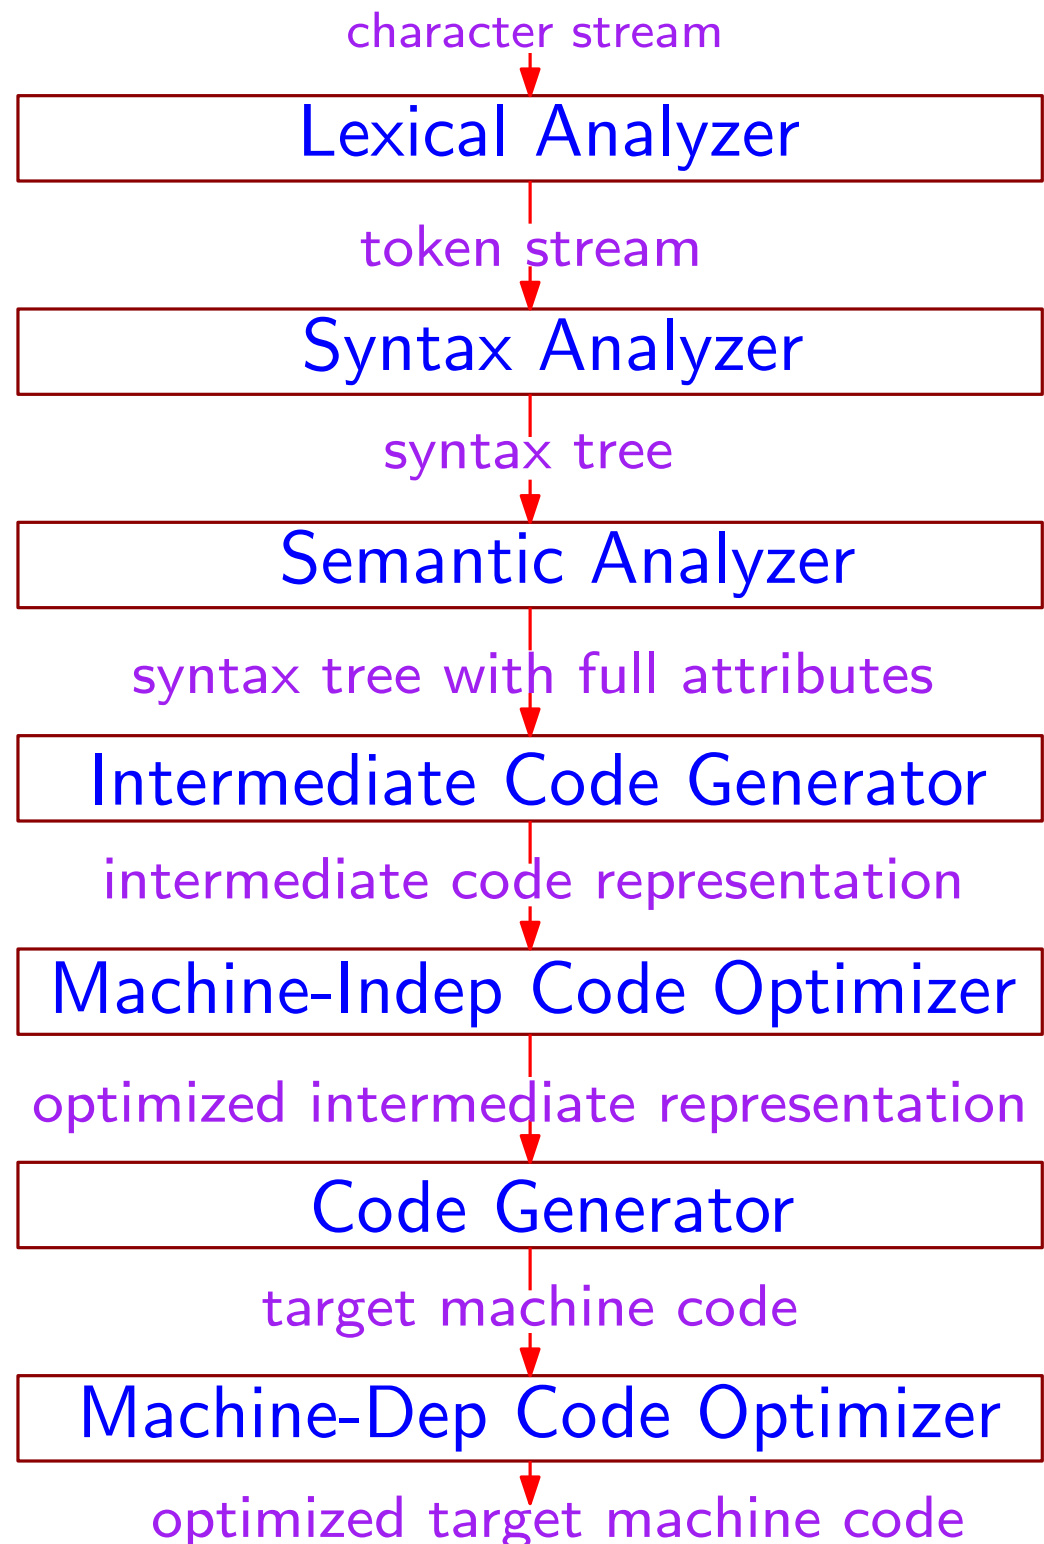 character stream
Lexical Analyzer
token stream
Syntax Analyzer
syntax tree
Semantic Analyzer
syntax tree with full attributes
Intermediate Code Generator
intermediate code representation
Machine-Indep Code Optimizer
optimized intermediate representation
Code Generator
target machine code
Machine-Dep Code Optimizer
optimized target machine code